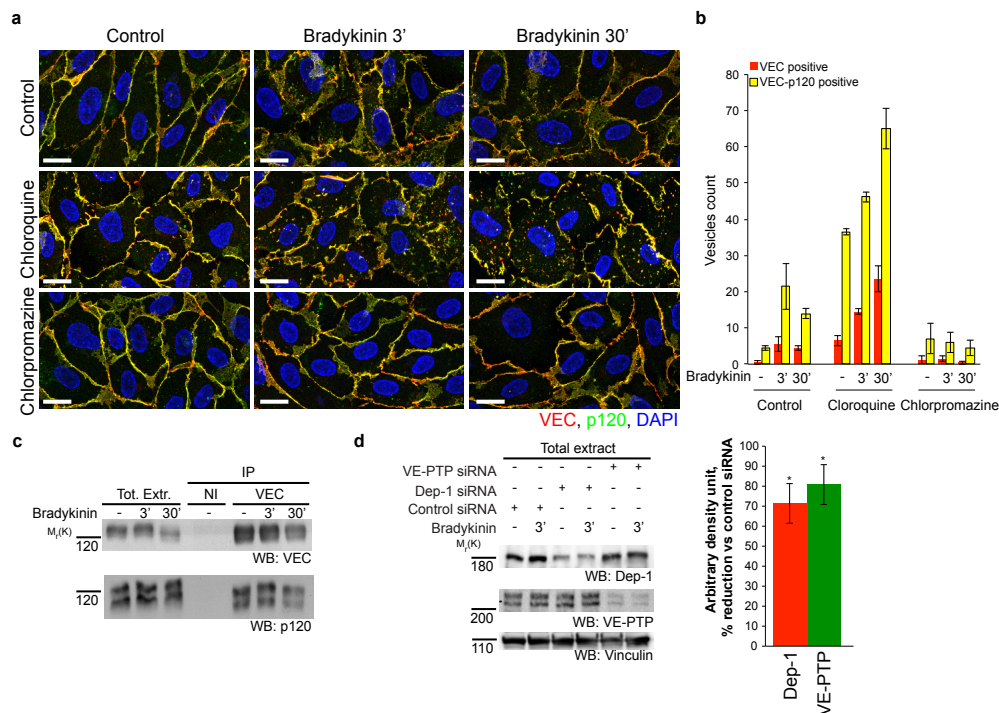 a
Control
Bradykinin 3’
Bradykinin 30’
Control
Chloroquine
Chlorpromazine
VEC, p120, DAPI
b
VEC positive
VEC-p120 positive
Vesicles count
80
70
60
50
40
30
20
10
0
Bradykinin - 3’ 30’ - 3’ 30’ - 3’ 30’
Control Cloroquine Chlorpromazine
c
IP
Tot. Extr. NI VEC
Bradykinin - 3’ 30’ - - 3’ 30’
Mr(K)
120
WB: VEC
120
WB: p120
d
Total extract
VE-PTP siRNA - - - - + +
Dep-1 siRNA - - + + - -
Control siRNA + + - - - -
Bradykinin - 3’ - 3’ - 3’
Mr(K)
180
WB: Dep-1
200
WB: VE-PTP
110
WB: Vinculin
Arbitrary density unit,
% reduction vs control siRNA
100
90
80
70
60
50
40
30
20
10
0
* *
Dep-1
VE-PTP